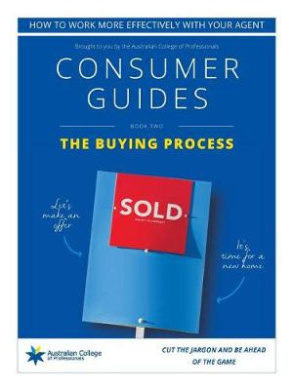 HOW TO WORK MORE EFFECTIVELY WITH YOUR AGENT
Brought to you by the Australian College of Professionals
CONSUMER
GUIDES
BOOK TWO
THE BUYING PROCESS
Let's
make an
offer
SOLD
It's
time for a
new home
Australian College
of Professionals
CUT THE JARGON AND BE AHEAD
OF THE GAME